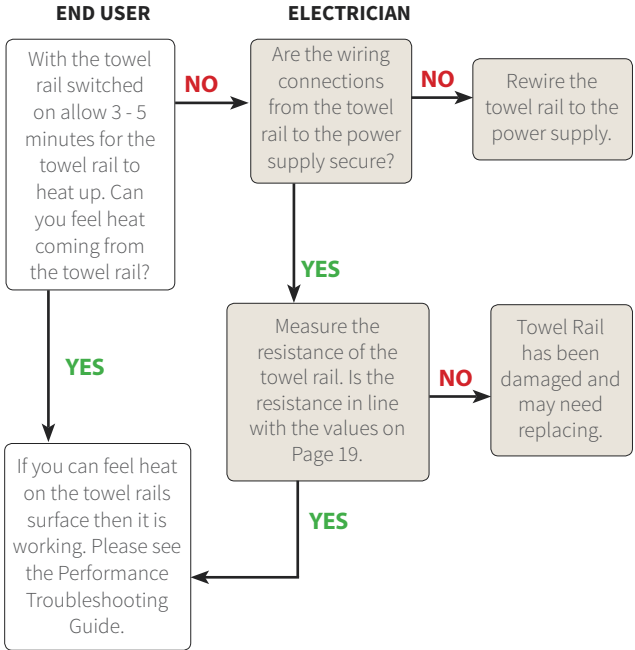 END USER
ELECTRICIAN
With the towel
rail switched
on allow 3 - 5
minutes for the
towel rail to
heat up. Can
you feel heat
coming from
the towel rail?
NO
Are the wiring
connections
from the towel
rail to the power
supply secure?
NO
Rewire the
towel rail to the
power supply.
YES
YES
Measure the
resistance of the
towel rail. Is the
resistance in line
with the values on
Page 19.
NO
Towel Rail
has been
damaged and
may need
replacing.
If you can feel heat
on the towel rails
surface then it is
working. Please see
the Performance
Troubleshooting
Guide.
YES